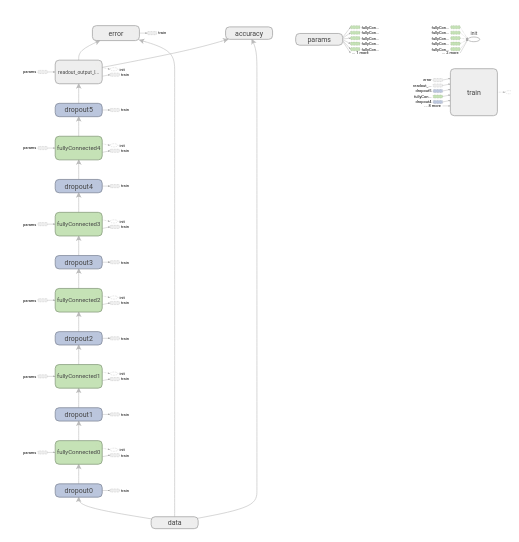 error
train
accuracy
params
fullyCon...
fullyCon...
fullyCon...
fullyCon...
fullyCon...
1 more
fullyCon...
fullyCon...
fullyCon...
fullyCon...
fullyCon...
2 more
init
params
readout_output_l...
init
train
error
readout_...
dropout5
fullyCon...
dropout4
8 more
train
dropout5
train
params
fullyConnected4
init
train
dropout4
train
params
fullyConnected3
init
train
dropout3
train
params
fullyConnected2
init
train
dropout2
train
params
fullyConnected1
init
train
dropout1
train
params
fullyConnected0
init
train
dropout0
train
data